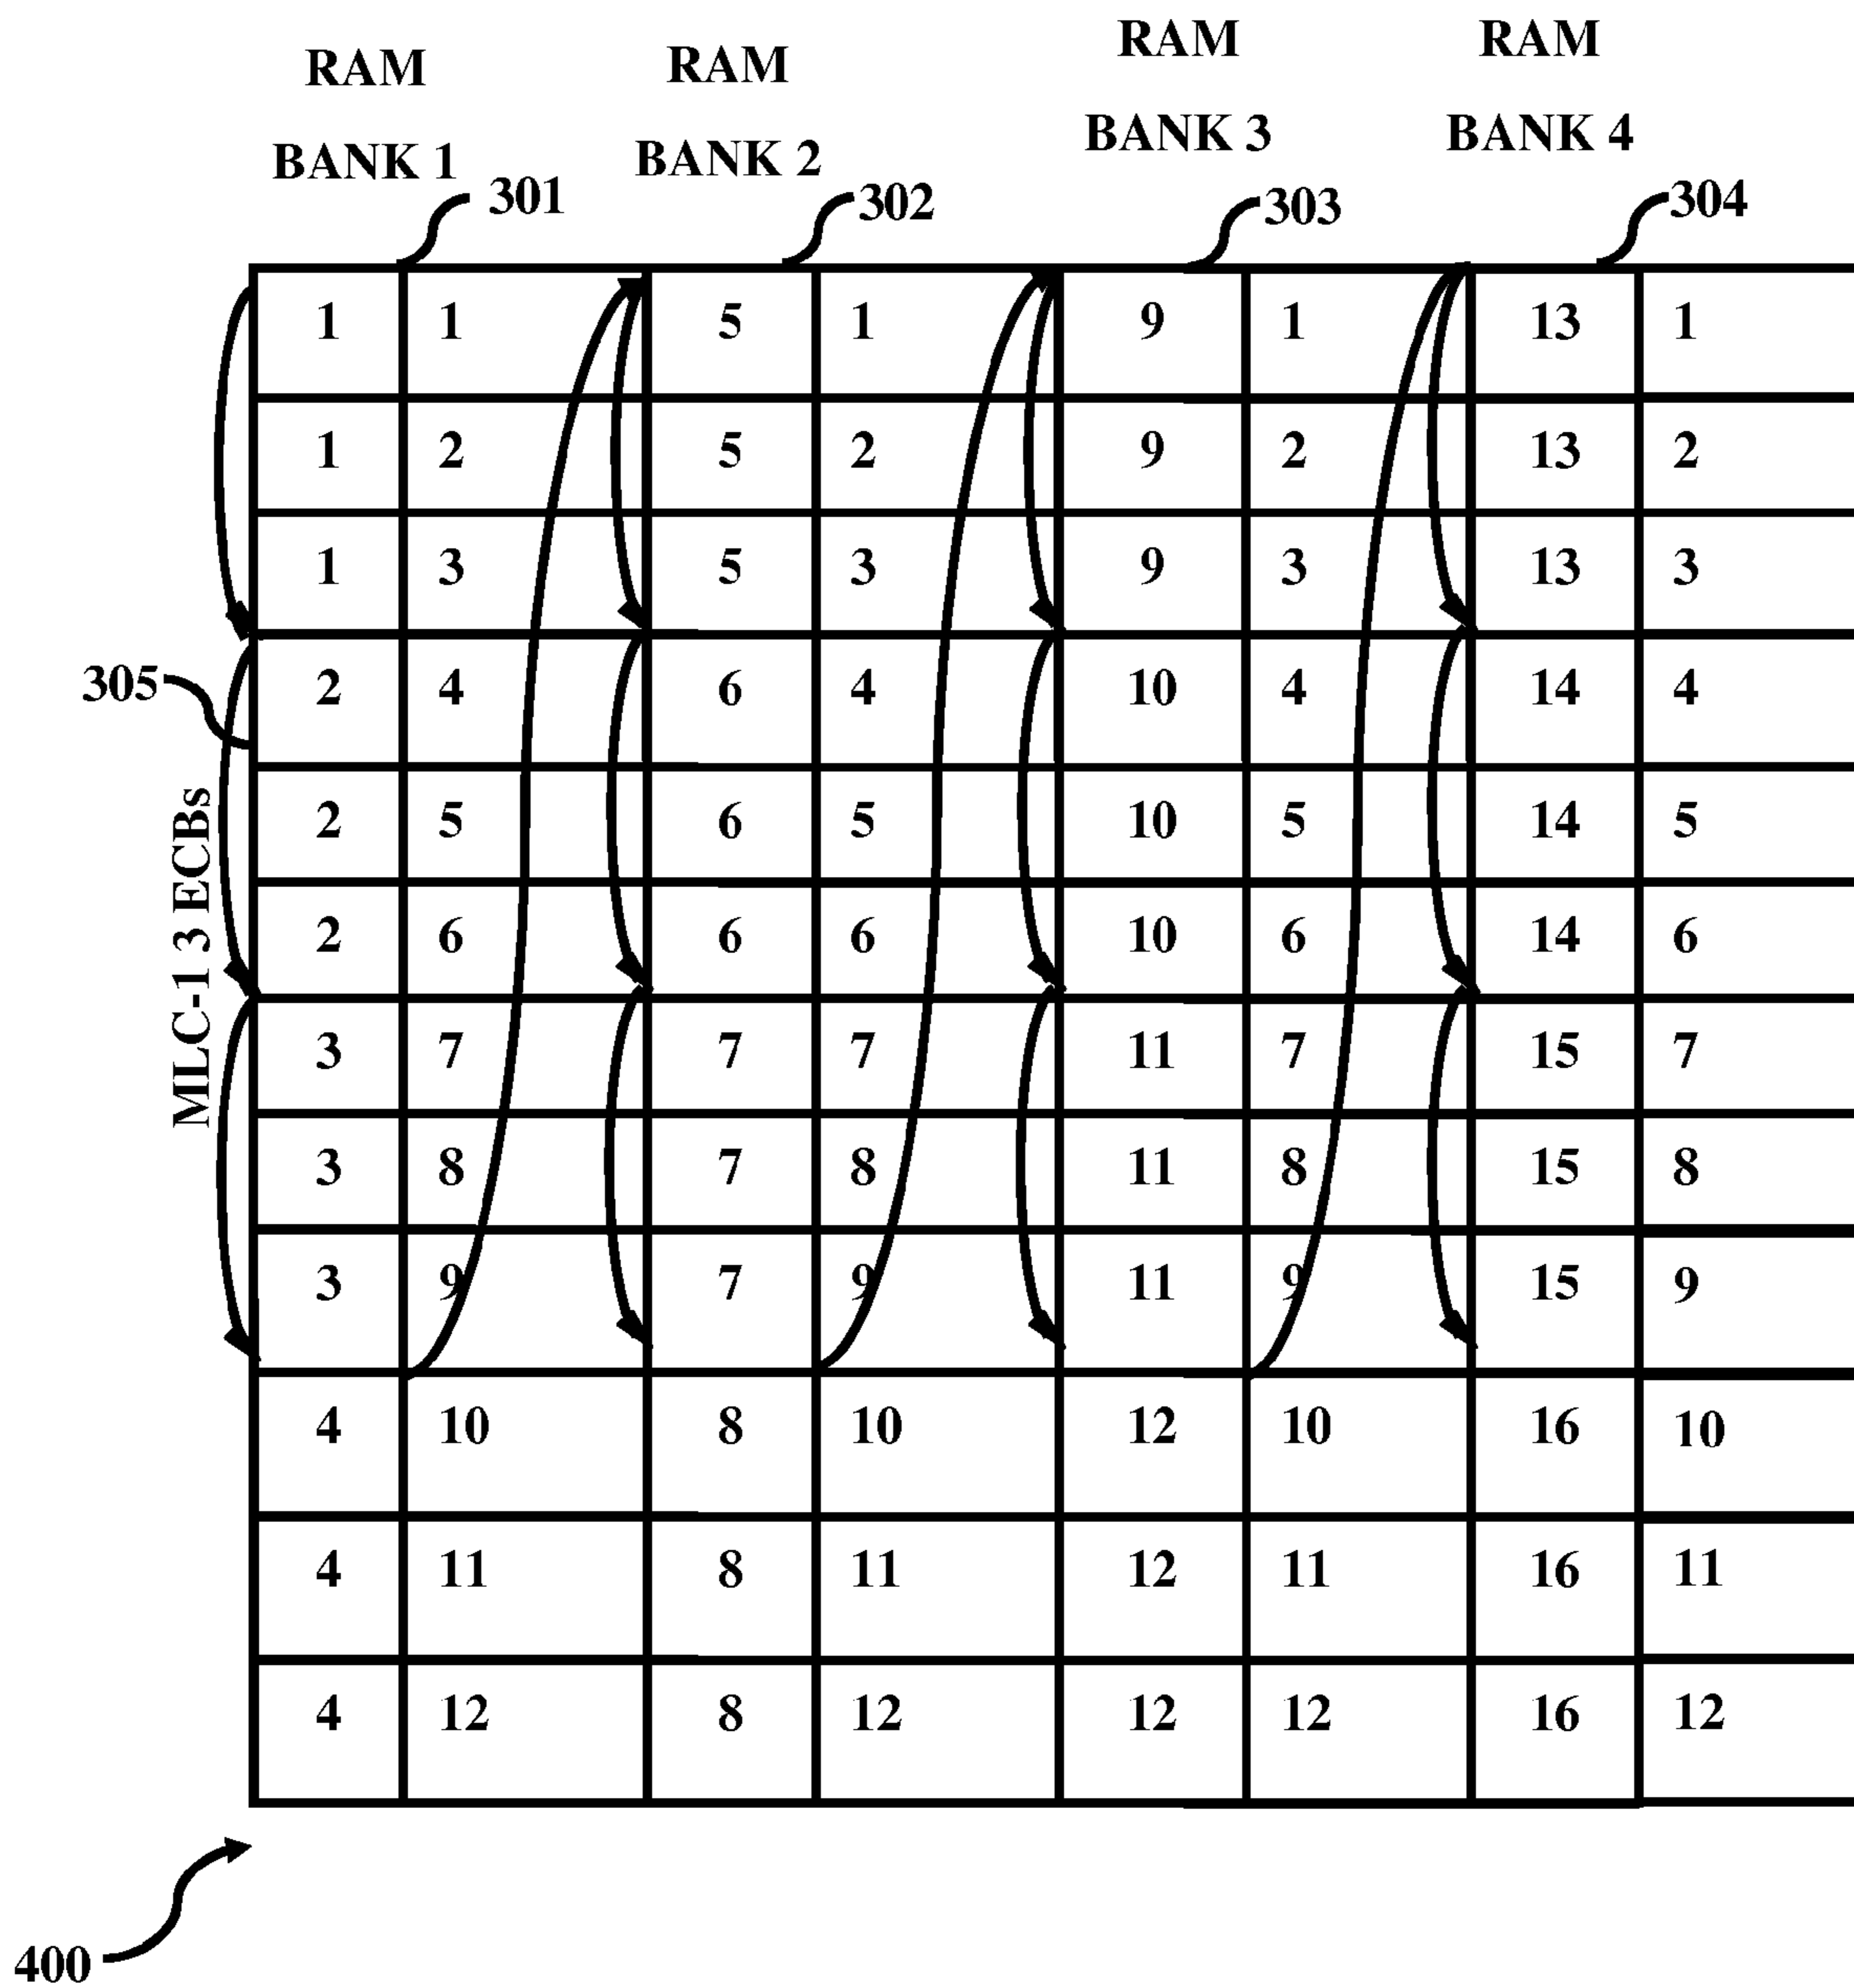 RAM
BANK 1
RAM
BANK 2
RAM
BANK 3
RAM
BANK 4
301
302
303
304
1 1 5 1 9 1 13 1
1 2 5 2 9 2 13 2
1 3 5 3 9 3 13 3
305
2 4 6 4 10 4 14 4
2 5 6 5 10 5 14 5
2 6 6 6 10 6 14 6
MLC-1 3 ECBs
3 7 7 7 11 7 15 7
3 8 7 8 11 8 15 8
3 9 7 9 11 9 15 9
4 10 8 10 12 10 16 10
4 11 8 11 12 11 16 11
4 12 8 12 12 12 16 12
400